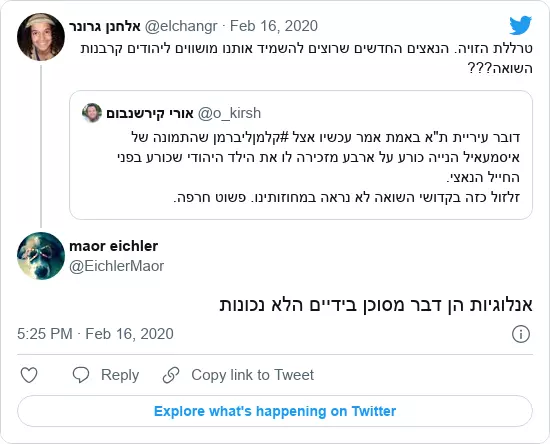 אלחנן גרונר @elchangr · Feb 16, 2020
טרללת הזויה. הנאצים החדשים שרוצים להשמיד אותנו מושווים ליהודים קרבנות
השואה???
אורי קירשנבום @o_kirsh
דובר עיריית ת"א באמת אמר עכשיו אצל #קלמןליברמן שהתמונה של
איסמעאיל הנייה כורע על ארבע מזכירה לו את הילד היהודי שכורע בפני
החייל הנאצי.
זלזול כזה בקדושי השואה לא נראה במחוזותינו. פשוט חרפה.
maor eichler
@EichlerMaor
אנלוגיות הן דבר מסוכן בידיים הלא נכונות
5:25 PM · Feb 16, 2020
Reply
Copy link to Tweet
Explore what's happening on Twitter